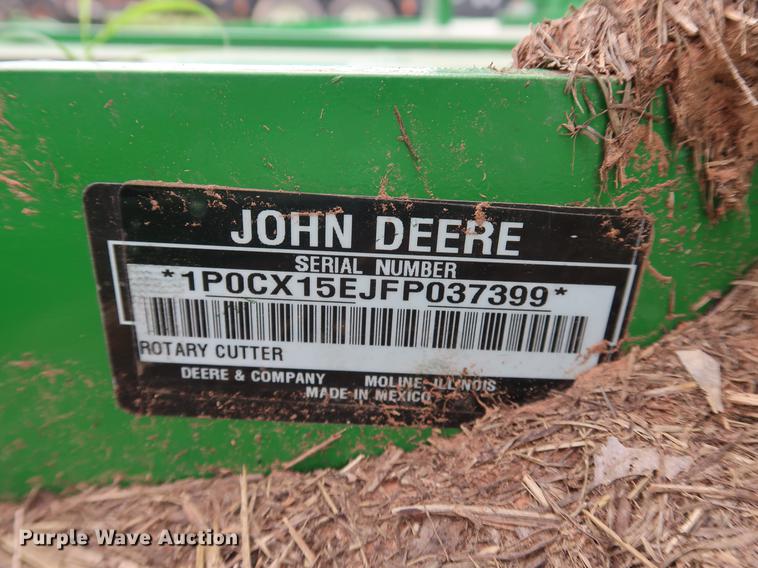 JOHN DEERE
SERIAL NUMBER
*1P0CX15EJFP037399*
ROTARY CUTTER
DEERE & COMPANY MOLINE, ILLINOIS
MADE IN MEXICO
Purple Wave Auction